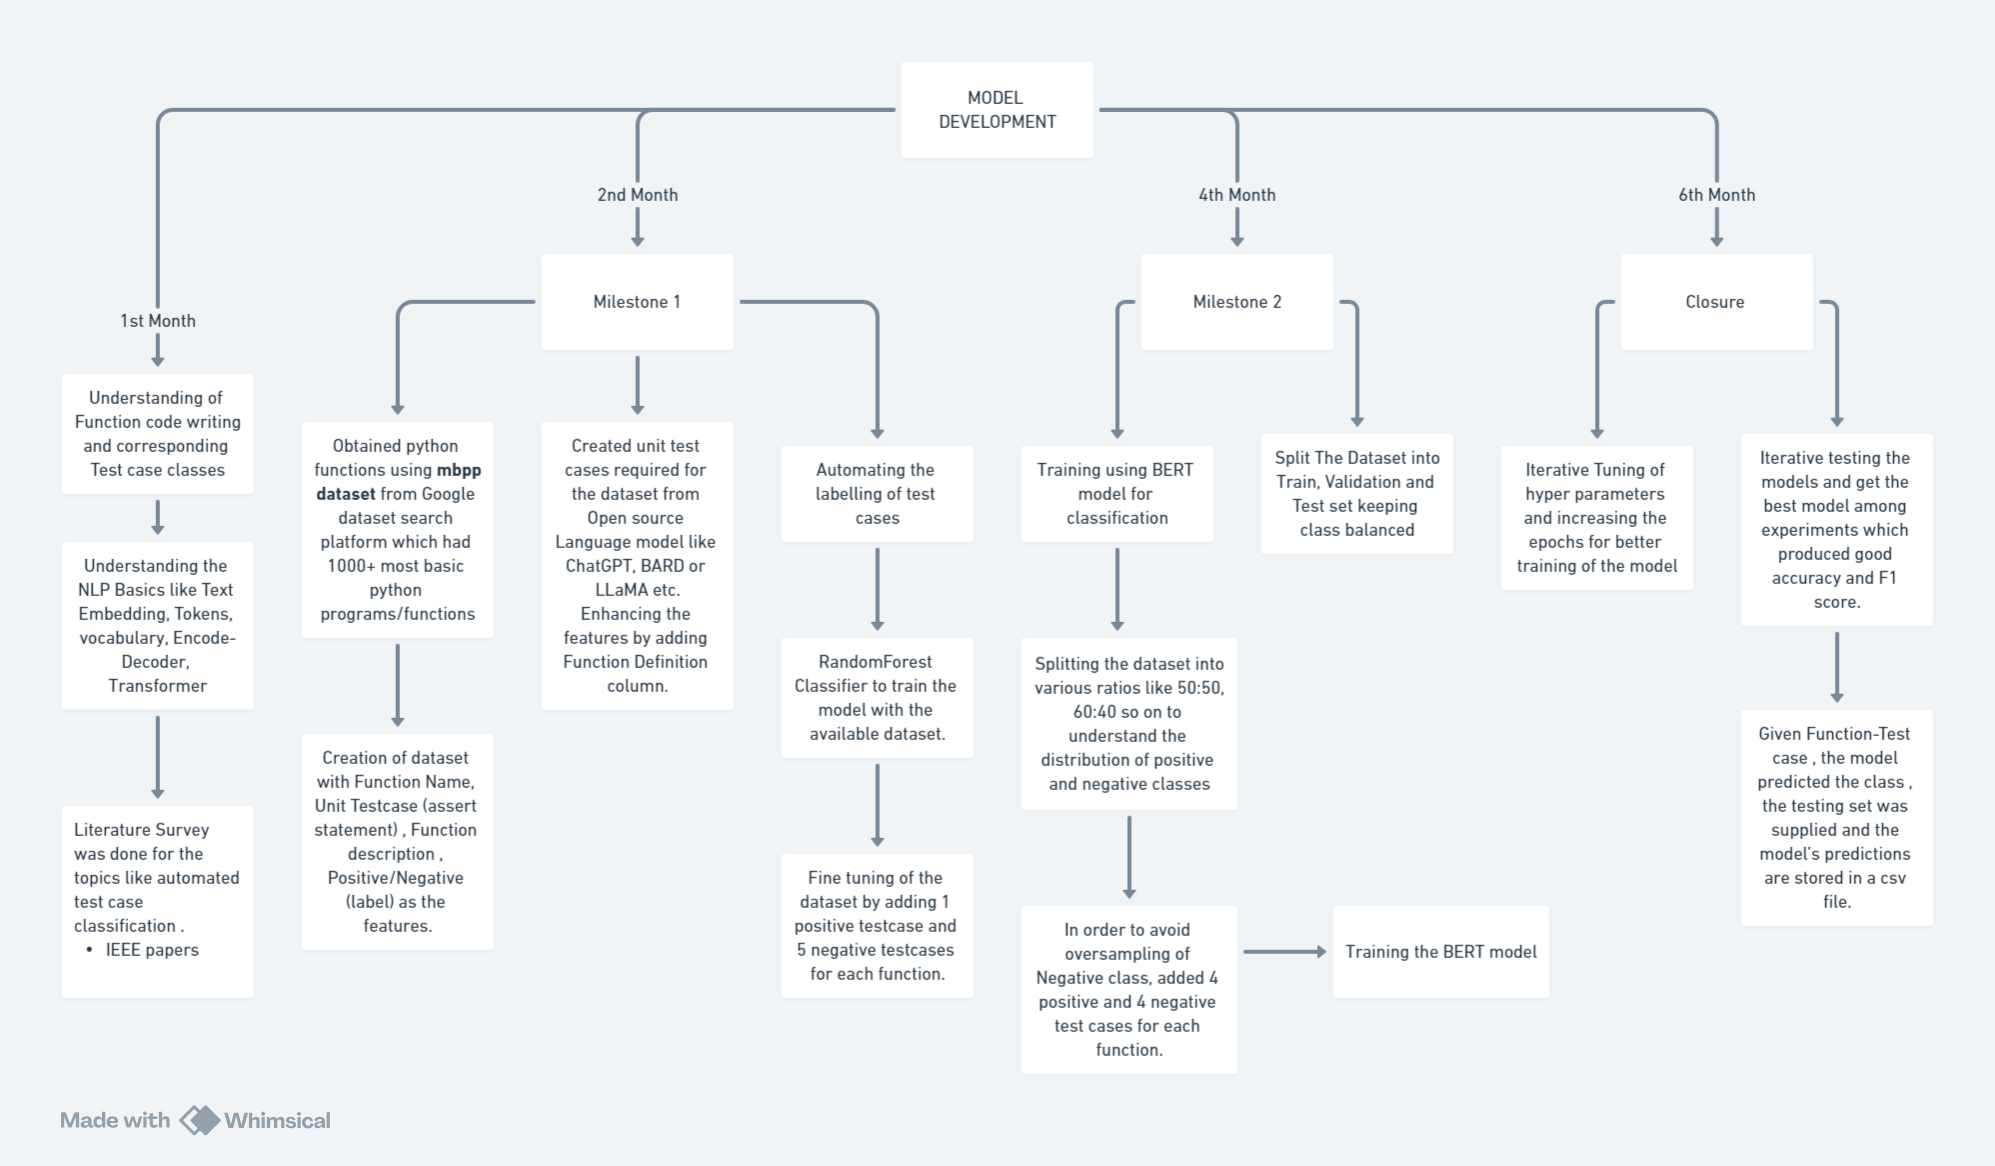 MODEL
DEVELOPMENT
1st Month
Understanding of
Function code writing
and corresponding
Test case classes
Understanding the
NLP Basics like Text
Embedding, Tokens,
vocabulary, Encode-
Decoder,
Transformer
Literature Survey
was done for the
topics like automated
test case
classification .
• IEEE papers
2nd Month
Milestone 1
Obtained python
functions using mbpp
dataset from Google
dataset search
platform which had
1000+ most basic
python
programs/functions
Creation of dataset
with Function Name,
Unit Testcase (assert
statement) , Function
description ,
Positive/Negative
(label) as the
features.
Created unit test
cases required for
the dataset from
Open source
Language model like
ChatGPT, BARD or
LLaMA etc.
Enhancing the
features by adding
Function Definition
column.
Automating the
labelling of test
cases
RandomForest
Classifier to train the
model with the
available dataset.
Fine tuning of the
dataset by adding 1
positive testcase and
5 negative testcases
for each function.
4th Month
Milestone 2
Training using BERT
model for
classification
Splitting the dataset into
various ratios like 50:50,
60:40 so on to
understand the
distribution of positive
and negative classes
In order to avoid
oversampling of
Negative class, added 4
positive and 4 negative
test cases for each
function.
Training the BERT model
Split The Dataset into
Train, Validation and
Test set keeping
class balanced
6th Month
Closure
Iterative Tuning of
hyper parameters
and increasing the
epochs for better
training of the model
Iterative testing the
models and get the
best model among
experiments which
produced good
accuracy and F1
score.
Given Function-Test
case , the model
predicted the class ,
the testing set was
supplied and the
model’s predictions
are stored in a csv
file.
Made with Whimsical